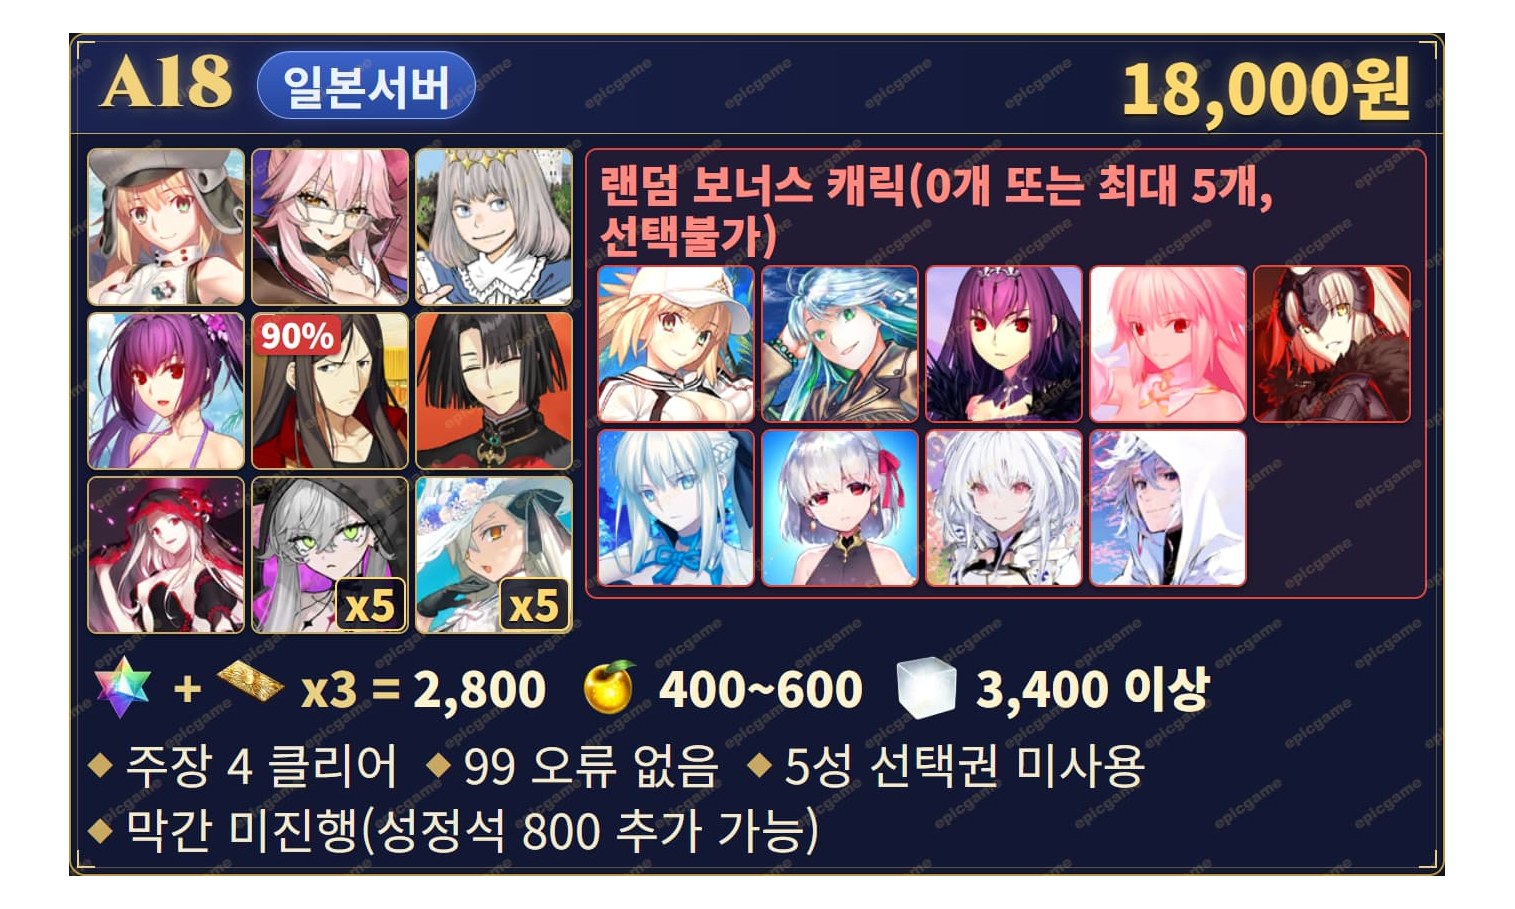 A18 일본서버 18,000원
랜덤 보너스 캐릭(0개 또는 최대 5개,
선택불가)
90%
x5 x5
+ x3 = 2,800 400~600 3,400 이상
◆ 주장 4 클리어 ◆ 99 오류 없음 ◆ 5성 선택권 미사용
◆ 막간 미진행(성정석 800 추가 가능)
epicgame